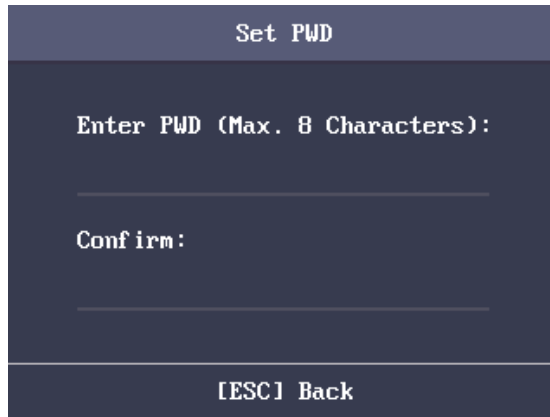 Set PWD
Enter PWD (Max. 8 Characters):
Confirm:
[ESC] Back